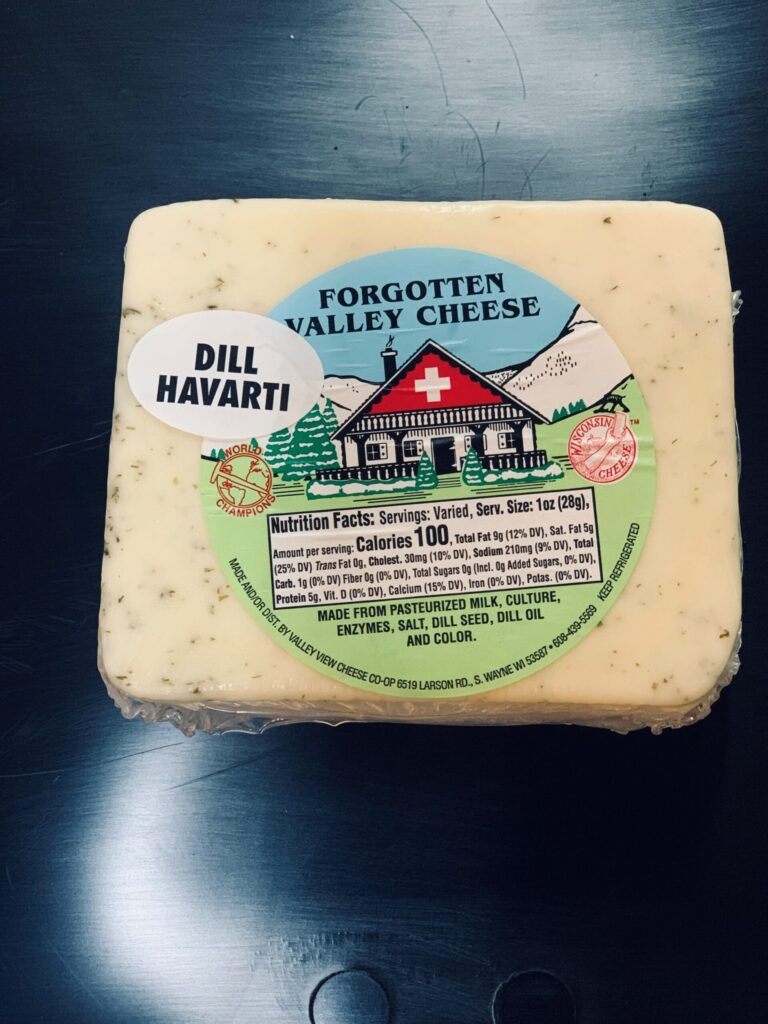 FORGOTTEN
VALLEY CHEESE
DILL
HAVARTI
WORLD
CHAMPIONS
WISCONSIN
CHEESE
TM
Nutrition Facts: Servings: Varied, Serv. Size: 1oz (28g),
Amount per serving: Calories 100, Total Fat 9g (12% DV), Sat. Fat 5g
(25% DV) Trans Fat 0g, Cholest. 30mg (10% DV), Sodium 210mg (9% DV), Total
Carb. 1g (0% DV) Fiber 0g (0% DV), Total Sugars 0g (Incl. 0g Added Sugars, 0% DV),
Protein 5g, Vit. D (0% DV), Calcium (15% DV), Iron (0% DV), Potas. (0% DV).
MADE FROM PASTEURIZED MILK, CULTURE,
ENZYMES, SALT, DILL SEED, DILL OIL
AND COLOR.
MADE AND/OR DIST. BY VALLEY VIEW CHEESE CO-OP 6519 LARSON RD., S. WAYNE WI 53587 • 608-439-5569 KEEP REFRIGERATED